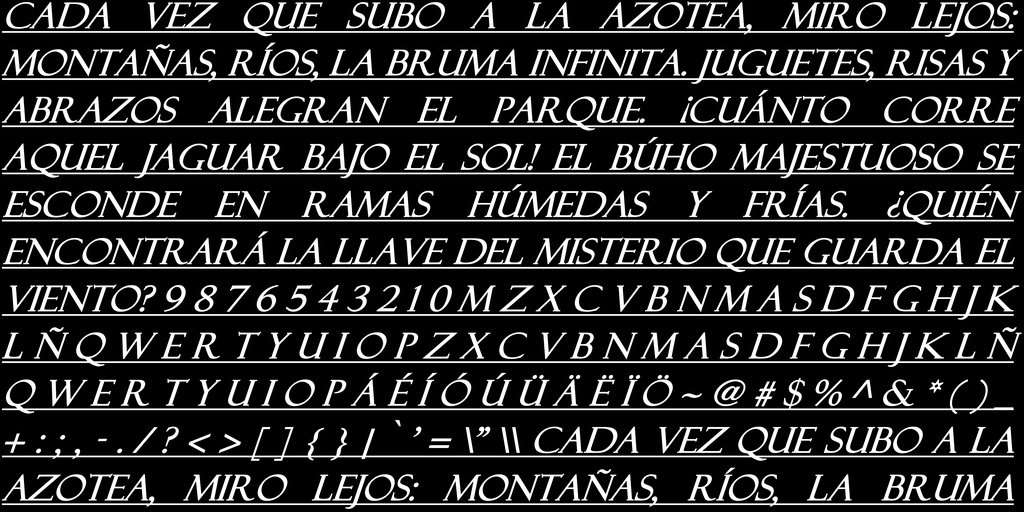 CADA VEZ QUE SUBO A LA AZOTEA, MIRO LEJOS:
MONTAÑAS, RÍOS, LA BRUMA INFINITA. JUGUETES, RISAS Y
ABRAZOS ALEGRAN EL PARQUE. ¡CUÁNTO CORRE
AQUEL JAGUAR BAJO EL SOL! EL BÚHO MAJESTUOSO SE
ESCONDE EN RAMAS HÚMEDAS Y FRÍAS. ¿QUIÉN
ENCONTRARÁ LA LLAVE DEL MISTERIO QUE GUARDA EL
VIENTO? 9 8 7 6 5 4 3 2 1 0 M Z X C V B N M A S D F G H J K
L Ñ Q W E R T Y U I O P Z X C V B N M A S D F G H J K L Ñ
Q W E R T Y U I O P Á É Í Ó Ú Ü Ä Ë Ï Ö ~ @ # $ % ^ & * ( ) _
+ : ; , - . / ? < > [ ] { } | ` ' = \" \\ CADA VEZ QUE SUBO A LA
AZOTEA, MIRO LEJOS: MONTAÑAS, RÍOS, LA BRUMA